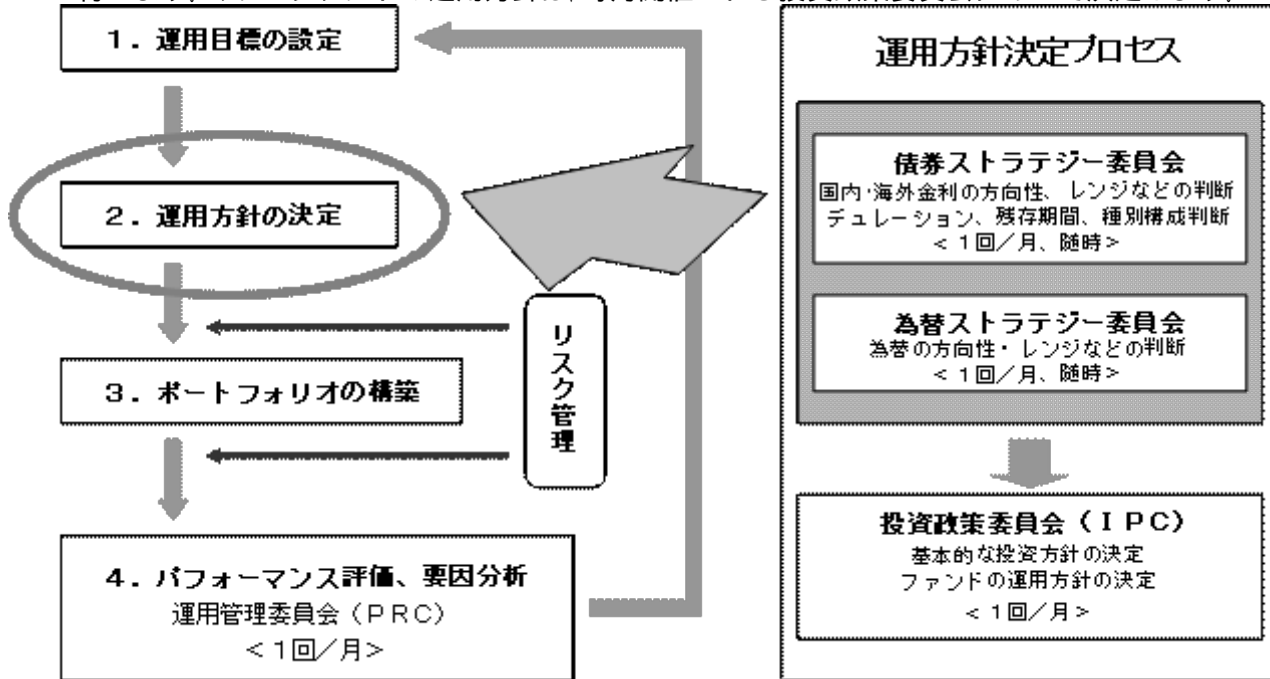 1．運用目標の設定
2．運用方針の決定
3．ポートフォリオの構築
リスク管理
4．パフォーマンス評価、要因分析
運用管理委員会（ＰＲＣ）
＜１回／月＞
運用方針決定プロセス
債券ストラテジー委員会
国内・海外金利の方向性、レンジなどの判断
デュレーション、残存期間、種別構成判断
＜１回／月、随時＞
為替ストラテジー委員会
為替の方向性・レンジなどの判断
＜１回／月、随時＞
投資政策委員会（ＩＰＣ）
基本的な投資方針の決定
ファンドの運用方針の決定
＜１回／月＞